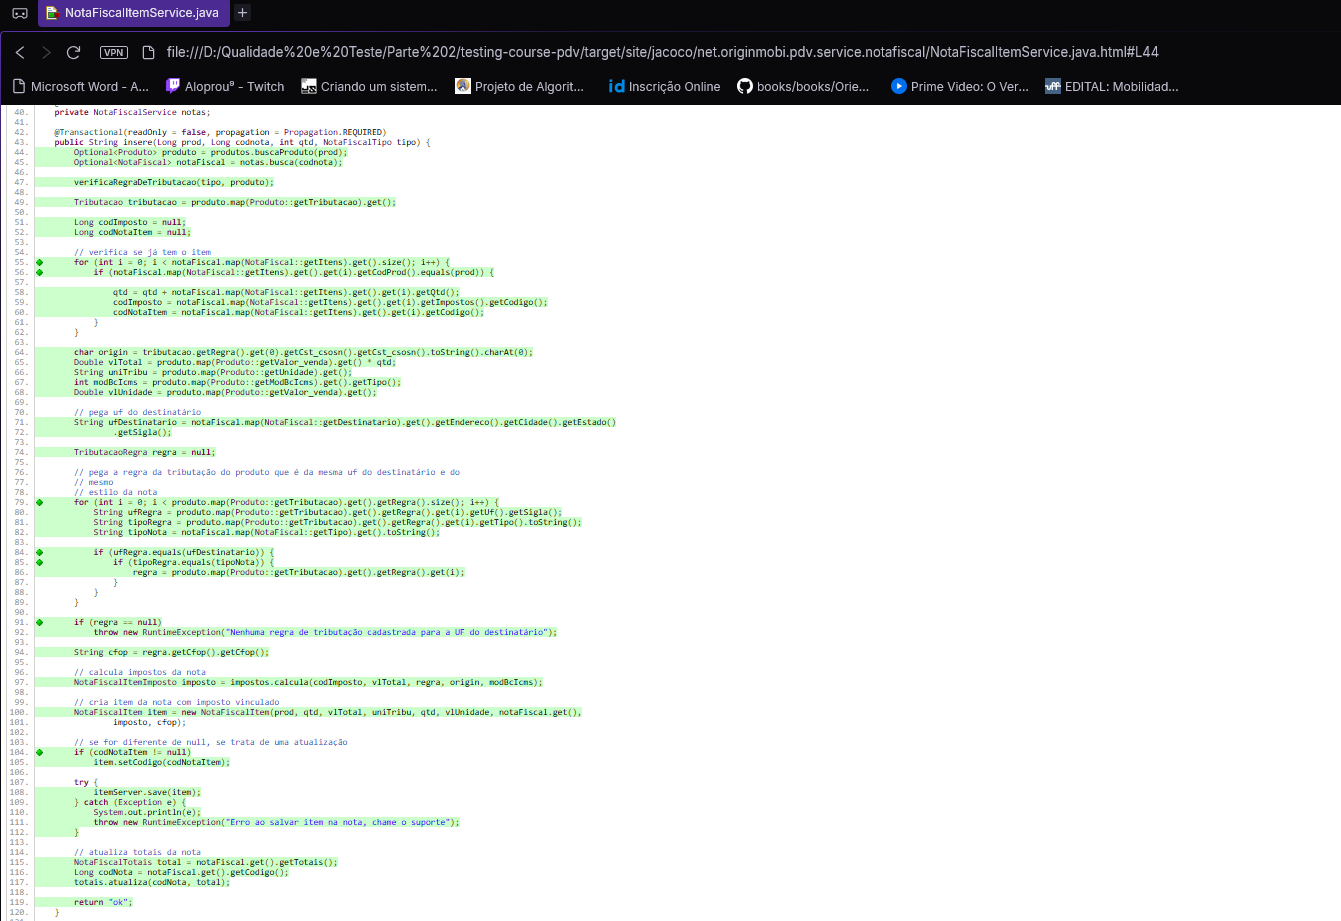 NotaFiscalItemService.java
VPN file:///D:/Qualidade%20e%20Teste/Parte%202/testing-course-pdv/target/site/jacoco/net.originmobi.pdv.service.notafiscal/NotaFiscalItemService.java.html#L44
Microsoft Word - A... Aloprou⁹ - Twitch Criando um sistem... Projeto de Algorit... id Inscrição Online books/books/Orie... Prime Video: O Ver... uff EDITAL: Mobilidad...
40. private NotaFiscalService notas;
41.
42. @Transactional(readOnly = false, propagation = Propagation.REQUIRED)
43. public String insere(Long prod, Long codnota, int qtd, NotaFiscalTipo tipo) {
44. Optional<Produto> produto = produtos.buscaProduto(prod);
45. Optional<NotaFiscal> notaFiscal = notas.busca(codnota);
46.
47. verificaRegraDeTributacao(tipo, produto);
48.
49. Tributacao tributacao = produto.map(Produto::getTributacao).get();
50.
51. Long codImposto = null;
52. Long codNotaItem = null;
53.
54. // verifica se já tem o item
55. for (int i = 0; i < notaFiscal.map(NotaFiscal::getItens).get().size(); i++) {
56. if (notaFiscal.map(NotaFiscal::getItens).get().get(i).getCodProd().equals(prod)) {
57.
58. qtd = qtd + notaFiscal.map(NotaFiscal::getItens).get().get(i).getQtd();
59. codImposto = notaFiscal.map(NotaFiscal::getItens).get().get(i).getImpostos().getCodigo();
60. codNotaItem = notaFiscal.map(NotaFiscal::getItens).get().get(i).getCodigo();
61. }
62. }
63.
64. char origin = tributacao.getRegra().get(0).getCst_csosn().getCst_csosn().toString().charAt(0);
65. Double vlTotal = produto.map(Produto::getValor_venda).get() * qtd;
66. String uniTribu = produto.map(Produto::getUnidade).get();
67. int modBcIcms = produto.map(Produto::getModBcIcms).get().getTipo();
68. Double vlUnidade = produto.map(Produto::getValor_venda).get();
69.
70. // pega uf do destinatário
71. String ufDestinatario = notaFiscal.map(NotaFiscal::getDestinatario).get().getEndereco().getCidade().getEstado()
72. .getSigla();
73.
74. TributacaoRegra regra = null;
75.
76. // pega a regra da tributação do produto que é da mesma uf do destinatário e do
77. // mesmo
78. // estilo da nota
79. for (int i = 0; i < produto.map(Produto::getTributacao).get().getRegra().size(); i++) {
80. String ufRegra = produto.map(Produto::getTributacao).get().getRegra().get(i).getUf().getSigla();
81. String tipoRegra = produto.map(Produto::getTributacao).get().getRegra().get(i).getTipo().toString();
82. String tipoNota = notaFiscal.map(NotaFiscal::getTipo).get().toString();
83.
84. if (ufRegra.equals(ufDestinatario)) {
85. if (tipoRegra.equals(tipoNota)) {
86. regra = produto.map(Produto::getTributacao).get().getRegra().get(i);
87. }
88. }
89. }
90.
91. if (regra == null)
92. throw new RuntimeException("Nenhuma regra de tributação cadastrada para a UF do destinatário");
93.
94. String cfop = regra.getCfop().getCfop();
95.
96. // calcula impostos da nota
97. NotaFiscalItemImposto imposto = impostos.calcula(codImposto, vlTotal, regra, origin, modBcIcms);
98.
99. // cria item da nota com imposto vinculado
100. NotaFiscalItem item = new NotaFiscalItem(prod, qtd, vlTotal, uniTribu, qtd, vlUnidade, notaFiscal.get(),
101. imposto, cfop);
102.
103. // se for diferente de null, se trata de uma atualização
104. if (codNotaItem != null)
105. item.setCodigo(codNotaItem);
106.
107. try {
108. itemServer.save(item);
109. } catch (Exception e) {
110. System.out.println(e);
111. throw new RuntimeException("Erro ao salvar item na nota, chame o suporte");
112. }
113.
114. // atualiza totais da nota
115. NotaFiscalTotais total = notaFiscal.get().getTotais();
116. Long codNota = notaFiscal.get().getCodigo();
117. totais.atualiza(codNota, total);
118.
119. return "ok";
120. }